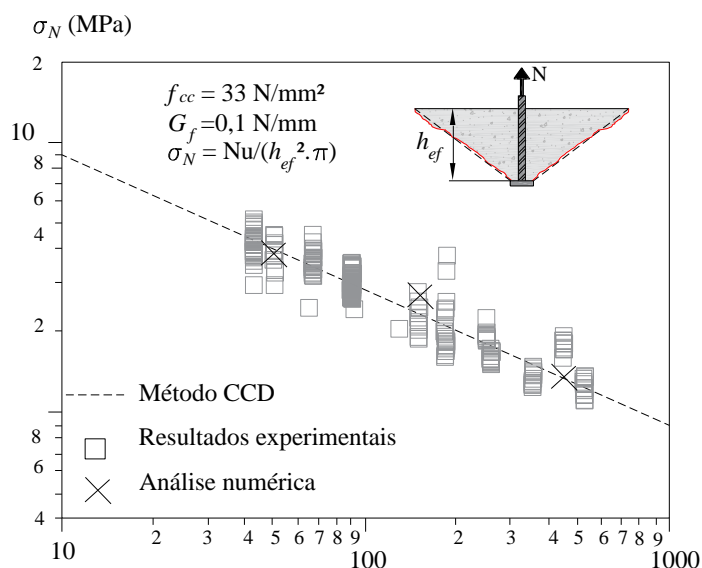 σN (MPa)
2
10
8
6
4
2
8
6
4
fcc = 33 N/mm²
Gf =0,1 N/mm
σN = Nu/(hef².π)
N
hef
Método CCD
Resultados experimentais
Análise numérica
10 2 3 4 5 6 7 8 9 100 2 3 4 5 6 7 8 9 1000